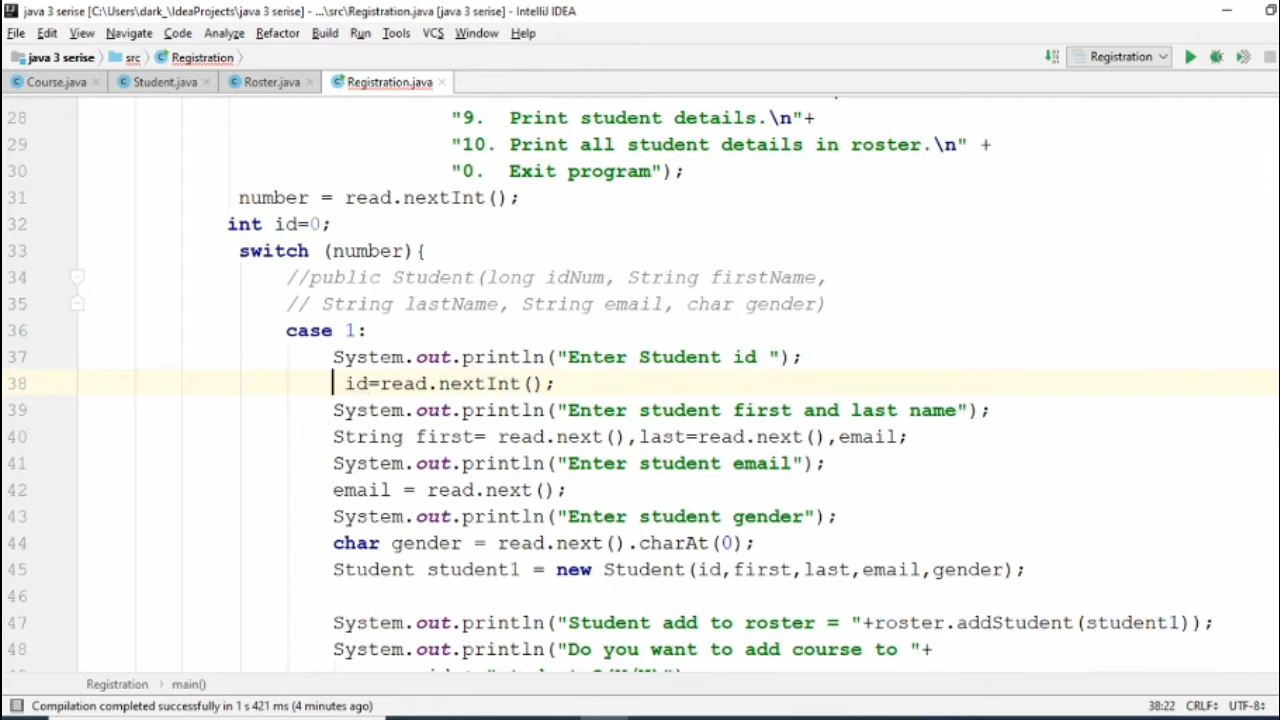 java 3 serise [C:\Users\dark_\IdeaProjects\java 3 serise] - ...\src\Registration.java [java 3 serise] - IntelliJ IDEA
File Edit View Navigate Code Analyze Refactor Build Run Tools VCS Window Help
java 3 serise src Registration Registration
Course.java Student.java Roster.java Registration.java
28 "9. Print student details.\n"+
29 "10. Print all student details in roster.\n" +
30 "0. Exit program");
31 number = read.nextInt();
32 int id=0;
33 switch (number){
34 //public Student(long idNum, String firstName,
35 // String lastName, String email, char gender)
36 case 1:
37 System.out.println("Enter Student id ");
38 id=read.nextInt();
39 System.out.println("Enter student first and last name");
40 String first= read.next(),last=read.next(),email;
41 System.out.println("Enter student email");
42 email = read.next();
43 System.out.println("Enter student gender");
44 char gender = read.next().charAt(0);
45 Student student1 = new Student(id,first,last,email,gender);
46
47 System.out.println("Student add to roster = "+roster.addStudent(student1));
48 System.out.println("Do you want to add course to "+
Registration main()
Compilation completed successfully in 1 s 421 ms (4 minutes ago) 38:22 CRLF UTF-8